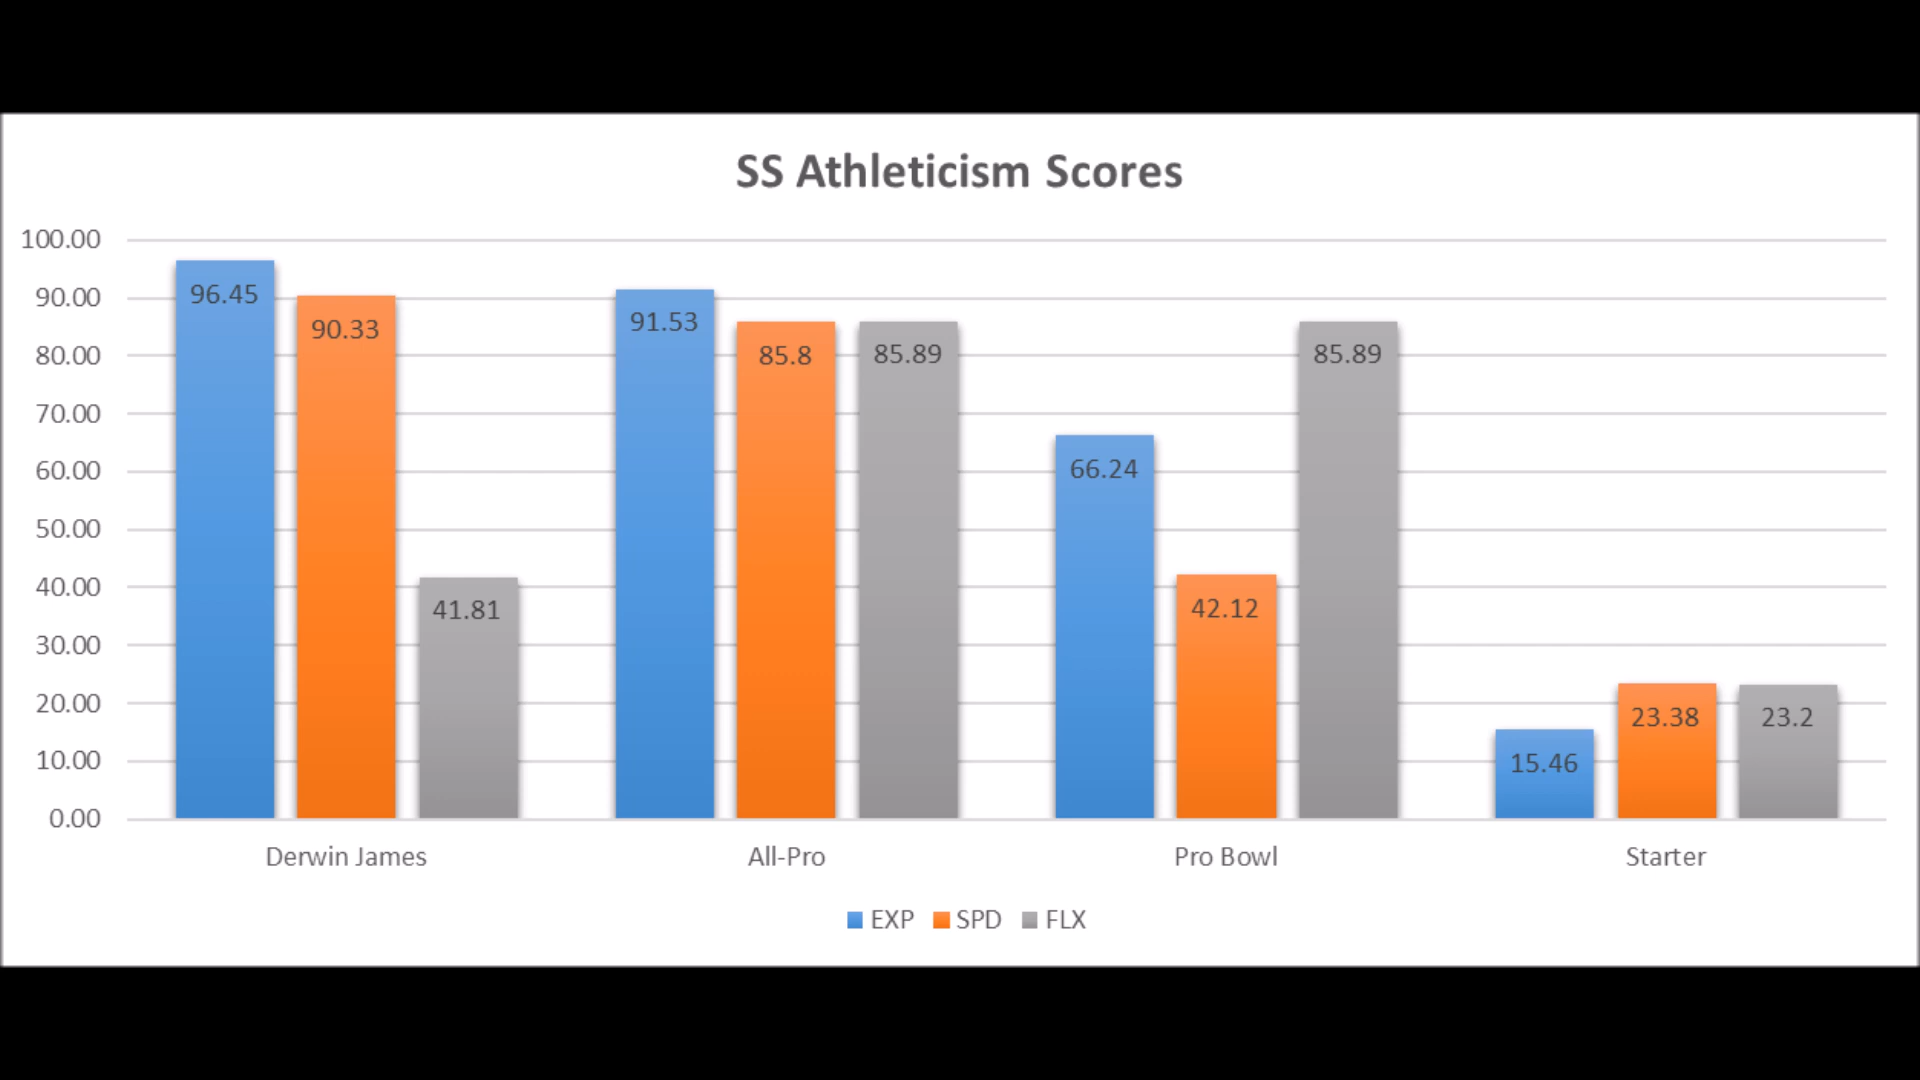 SS Athleticism Scores
100.00
90.00
80.00
70.00
60.00
50.00
40.00
30.00
20.00
10.00
0.00
96.45 90.33 41.81
91.53 85.8 85.89
66.24 42.12 85.89
15.46 23.38 23.2
Derwin James All-Pro Pro Bowl Starter
EXP SPD FLX